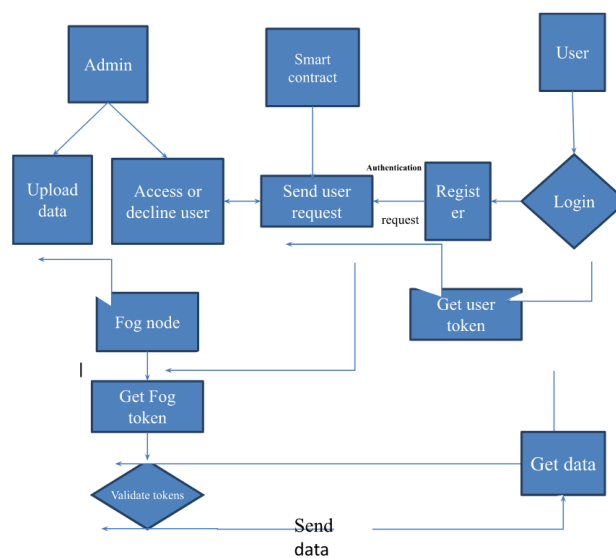 Admin
Smart
contract
User
Upload
data
Access or
decline user
Send user
request
Authentication
request
Regist
er
Login
Fog node
Get user
token
Get Fog
token
Validate tokens
Get data
Send
data